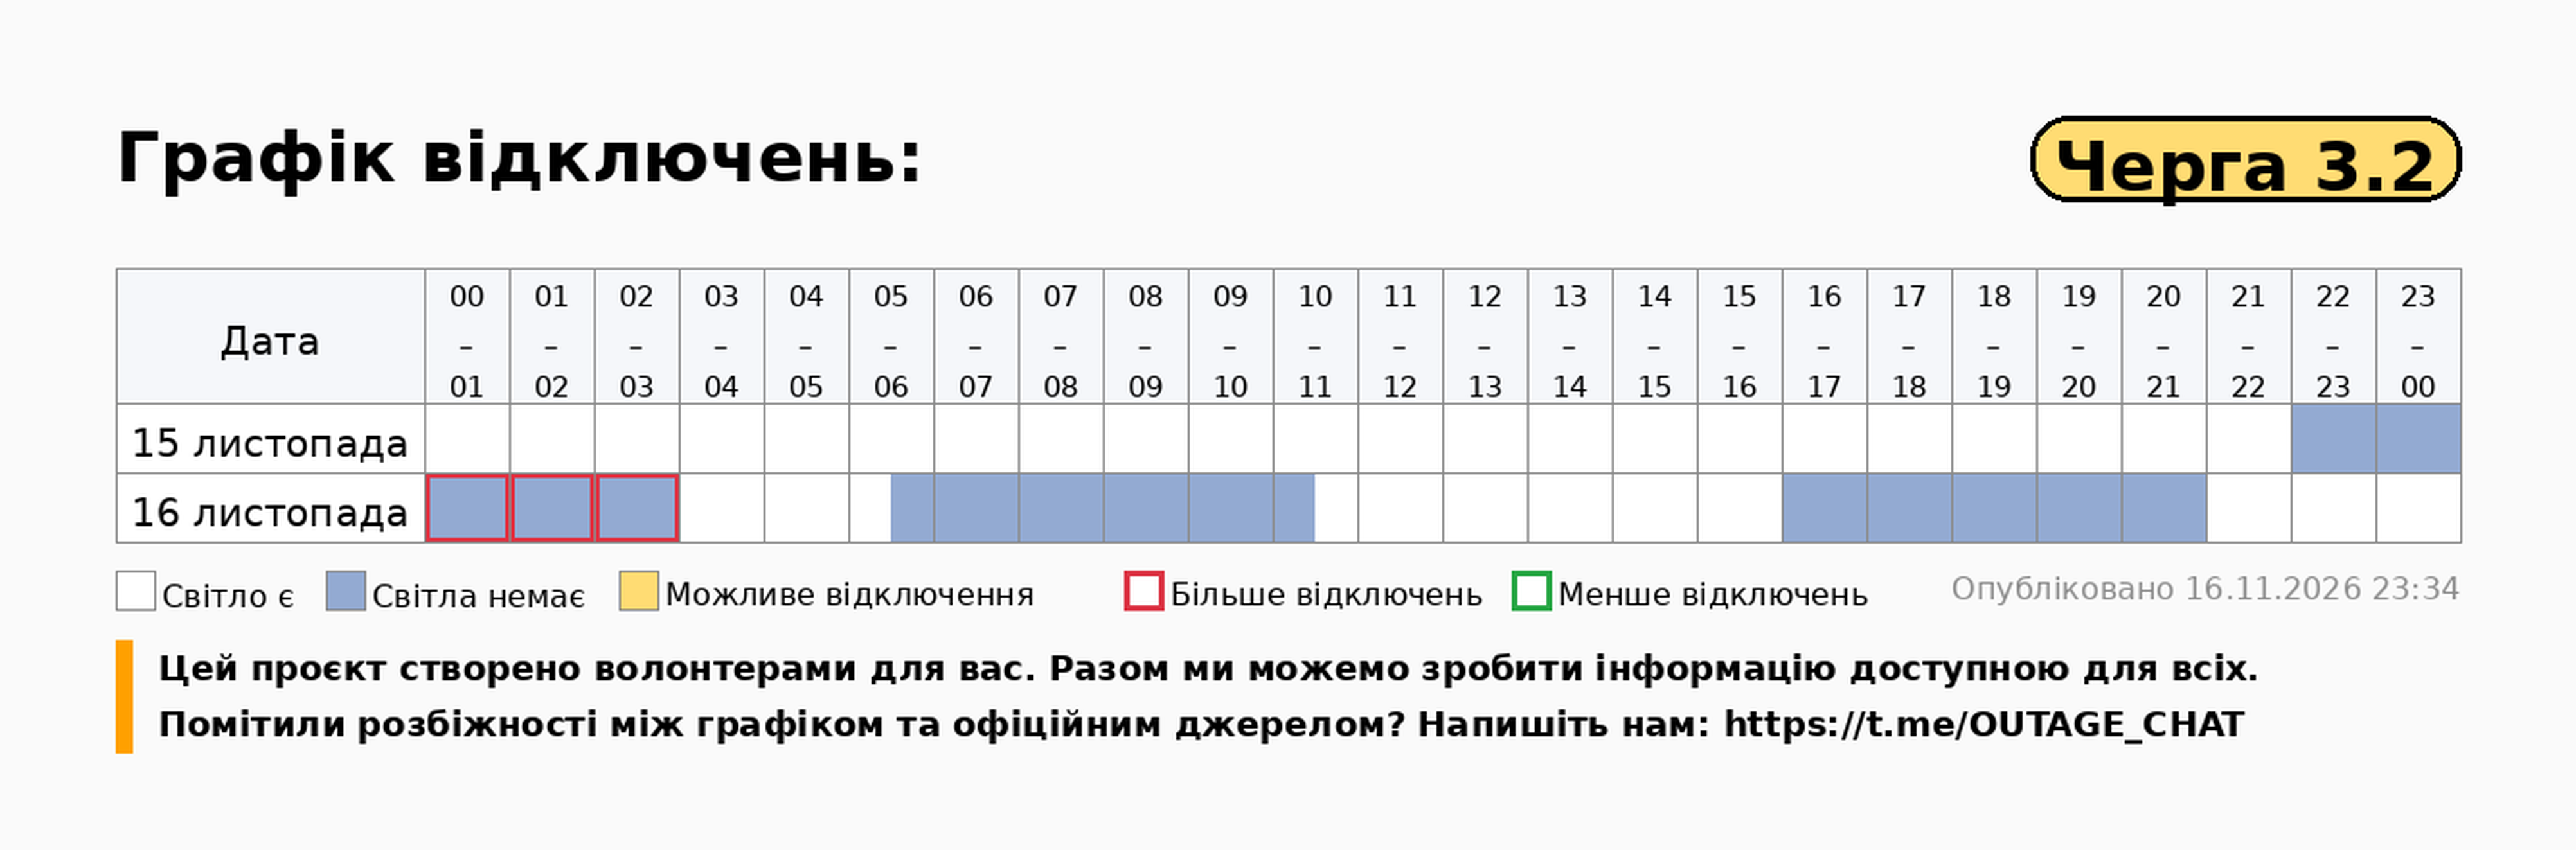 Графік відключень:
Черга 3.2
Дата
00 – 01
01 – 02
02 – 03
03 – 04
04 – 05
05 – 06
06 – 07
07 – 08
08 – 09
09 – 10
10 – 11
11 – 12
12 – 13
13 – 14
14 – 15
15 – 16
16 – 17
17 – 18
18 – 19
19 – 20
20 – 21
21 – 22
22 – 23
23 – 00
15 листопада
16 листопада
Світло є
Світла немає
Можливе відключення
Більше відключень
Менше відключень
Опубліковано 16.11.2026 23:34
Цей проєкт створено волонтерами для вас. Разом ми можемо зробити інформацію доступною для всіх.
Помітили розбіжності між графіком та офіційним джерелом? Напишіть нам: https://t.me/OUTAGE_CHAT